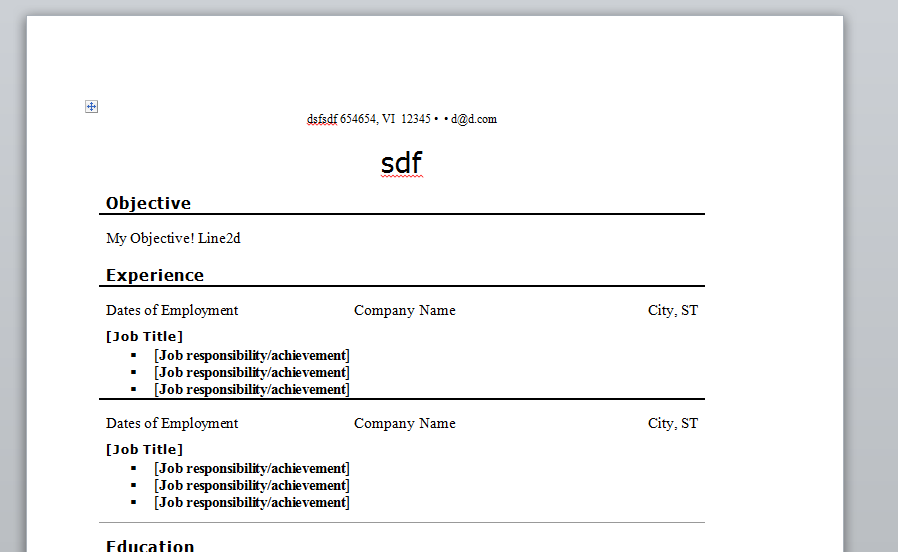 dsfsdf 654654, VI  12345 •  • d@d.com
sdf
Objective
My Objective! Line2d
Experience
Dates of Employment Company Name City, ST
[Job Title]
▪ [Job responsibility/achievement]
▪ [Job responsibility/achievement]
▪ [Job responsibility/achievement]
Dates of Employment Company Name City, ST
[Job Title]
▪ [Job responsibility/achievement]
▪ [Job responsibility/achievement]
▪ [Job responsibility/achievement]
Education